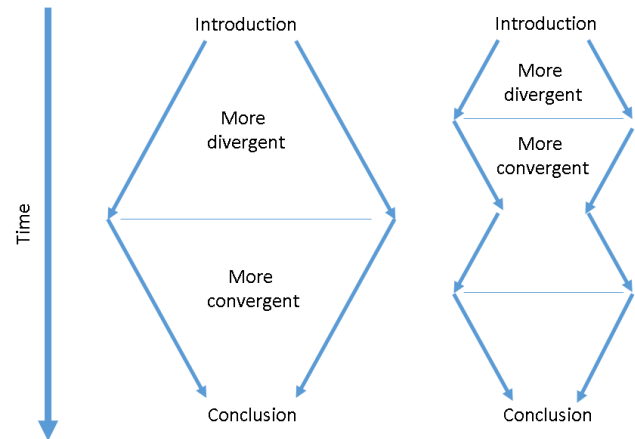 Time
Introduction
More
divergent
More
convergent
Conclusion
Introduction
More
divergent
More
convergent
Conclusion